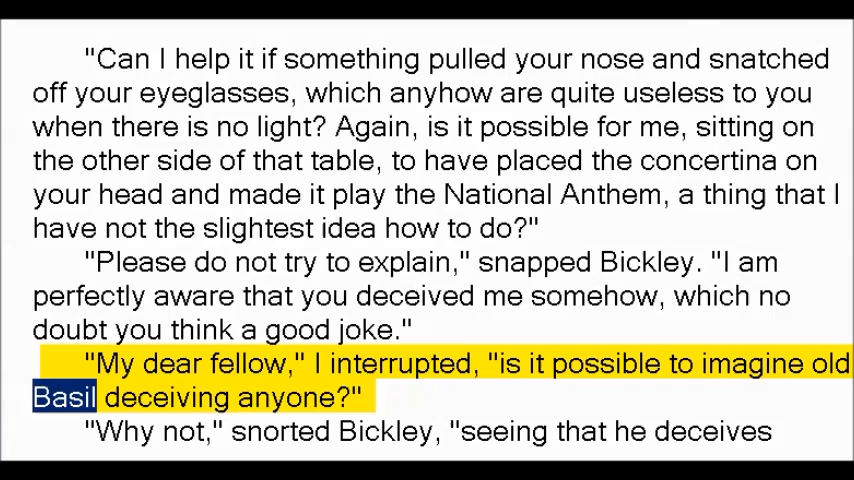 "Can I help it if something pulled your nose and snatched
off your eyeglasses, which anyhow are quite useless to you
when there is no light? Again, is it possible for me, sitting on
the other side of that table, to have placed the concertina on
your head and made it play the National Anthem, a thing that I
have not the slightest idea how to do?"
"Please do not try to explain," snapped Bickley. "I am
perfectly aware that you deceived me somehow, which no
doubt you think a good joke."
"My dear fellow," I interrupted, "is it possible to imagine old
Basil deceiving anyone?"
"Why not," snorted Bickley, "seeing that he deceives